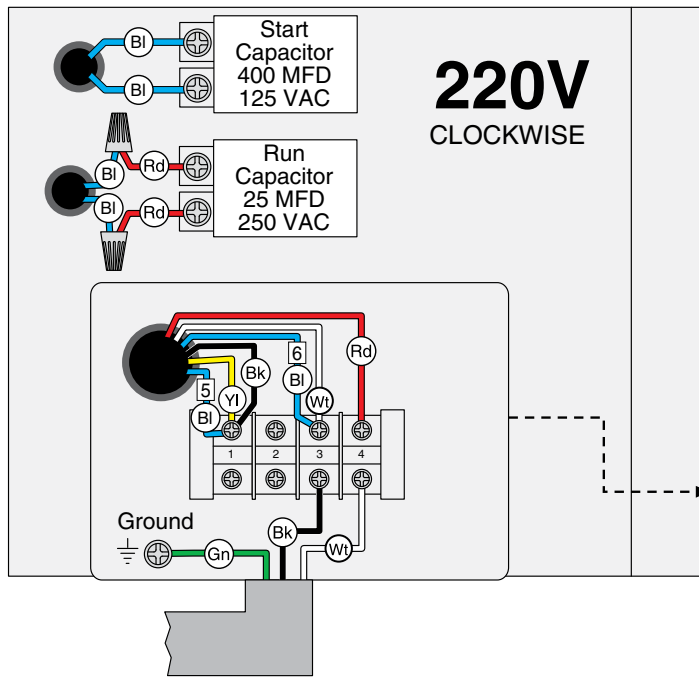 Start
Capacitor
400 MFD
125 VAC
Bl
Bl
220V
CLOCKWISE
Run
Capacitor
25 MFD
250 VAC
Bl
Rd
Bl
Rd
6
Rd
Bk
Bl
5
Yl
Wt
Bl
1 2 3 4
Ground
Bk
Gn
Wt